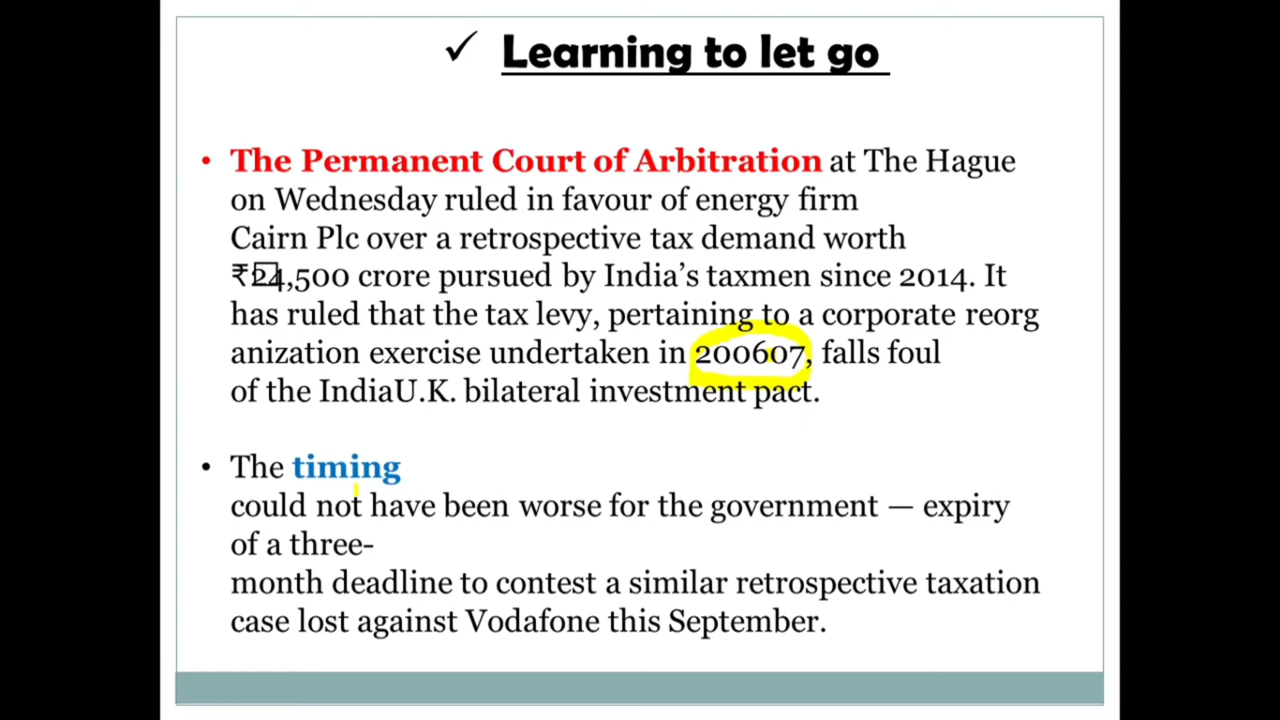 ✓ Learning to let go
• The Permanent Court of Arbitration at The Hague
on Wednesday ruled in favour of energy firm
Cairn Plc over a retrospective tax demand worth
₹24,500 crore pursued by India’s taxmen since 2014. It
has ruled that the tax levy, pertaining to a corporate reorg
anization exercise undertaken in 200607, falls foul
of the IndiaU.K. bilateral investment pact.
• The timing
could not have been worse for the government — expiry
of a three-
month deadline to contest a similar retrospective taxation
case lost against Vodafone this September.